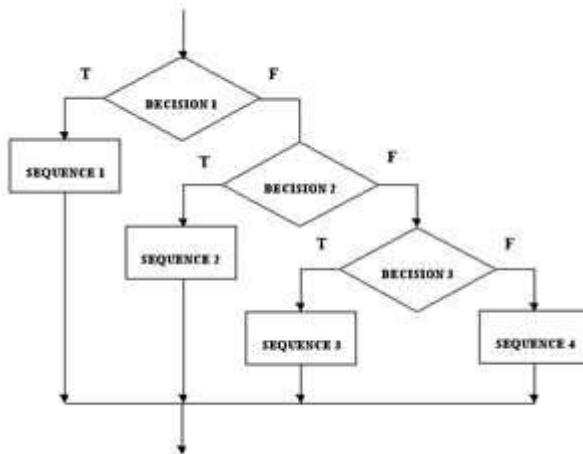 T F
DECISION 1
T F
SEQUENCE 1
DECISION 2
T F
SEQUENCE 2
DECISION 3
SEQUENCE 3
SEQUENCE 4